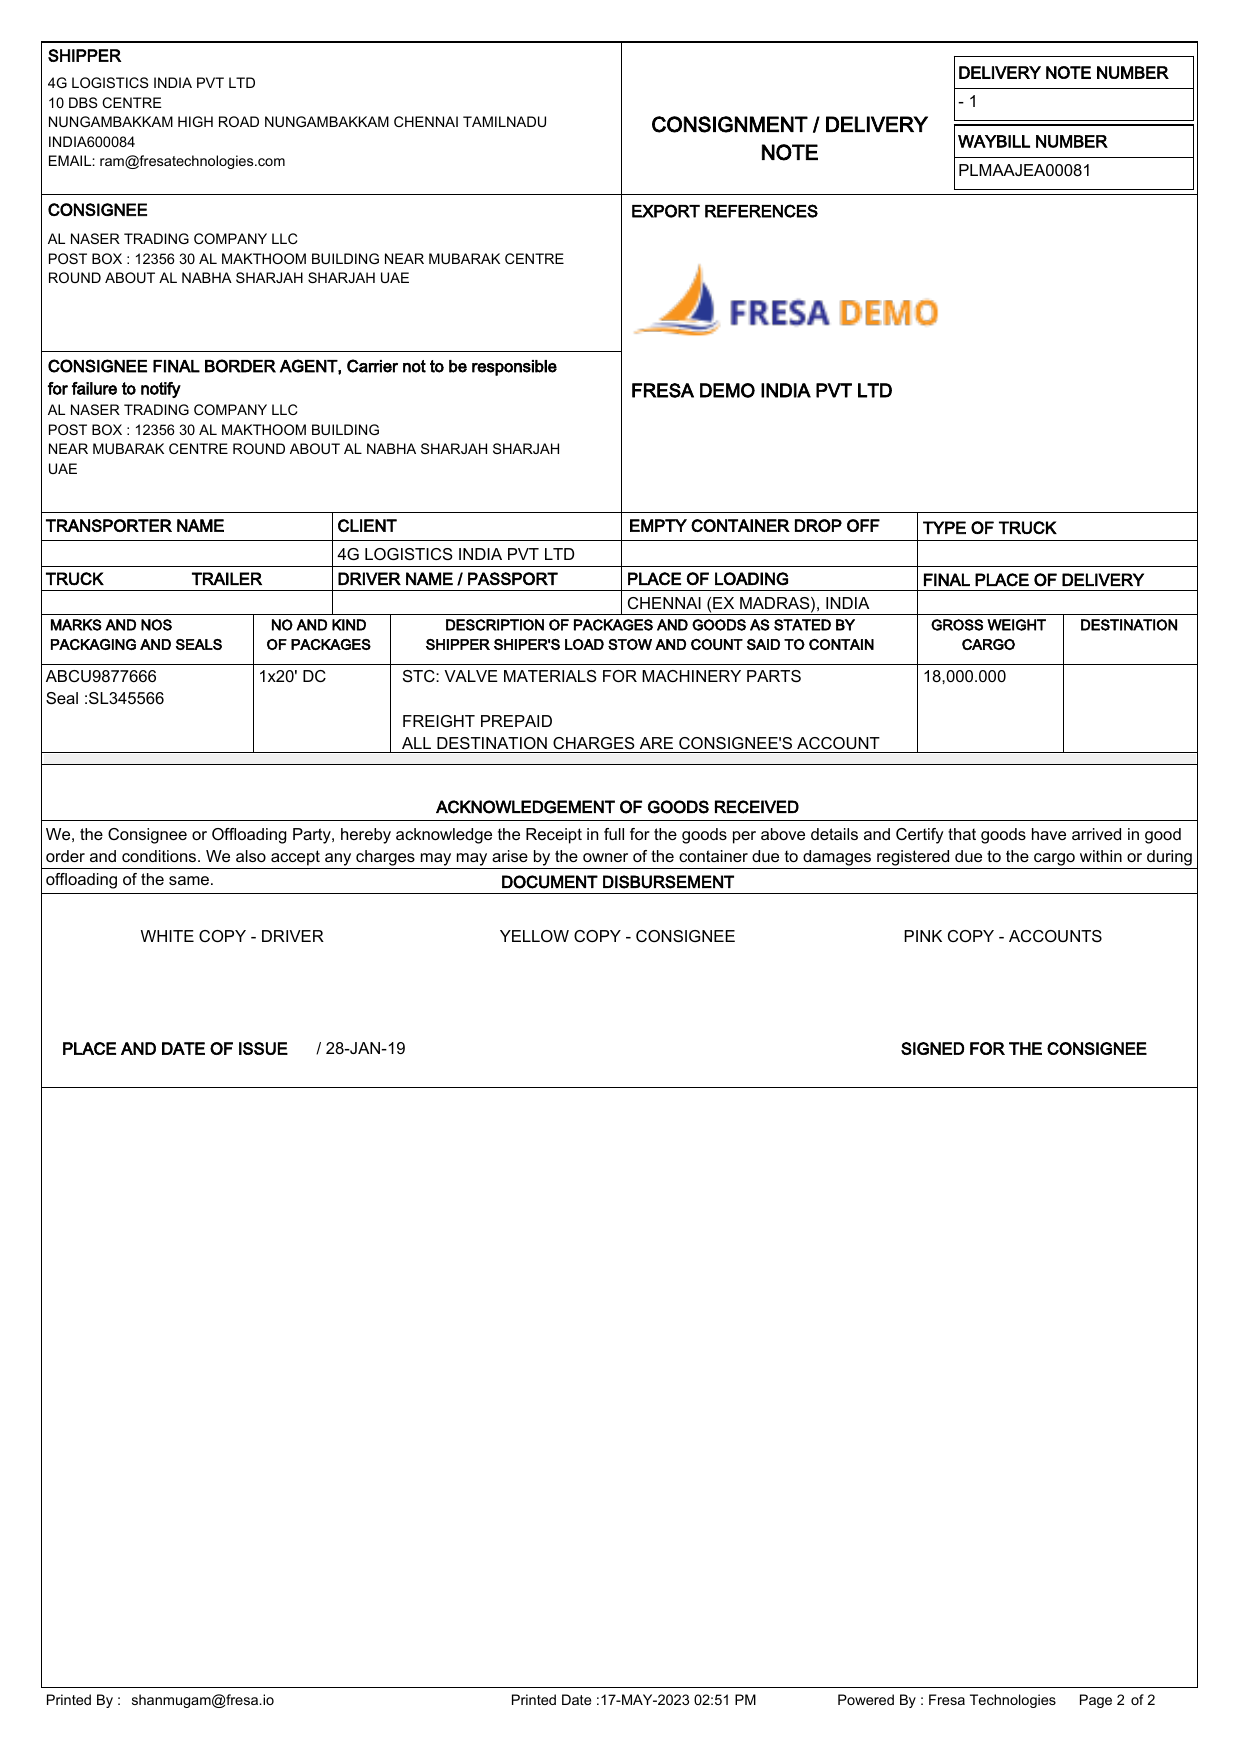 SHIPPER
4G LOGISTICS INDIA PVT LTD
10 DBS CENTRE
NUNGAMBAKKAM HIGH ROAD NUNGAMBAKKAM CHENNAI TAMILNADU
INDIA600084
EMAIL: ram@fresatechnologies.com
CONSIGNMENT / DELIVERY
NOTE
DELIVERY NOTE NUMBER
- 1
WAYBILL NUMBER
PLMAAJEA00081
CONSIGNEE
AL NASER TRADING COMPANY LLC
POST BOX : 12356 30 AL MAKTHOOM BUILDING NEAR MUBARAK CENTRE
ROUND ABOUT AL NABHA SHARJAH SHARJAH UAE
EXPORT REFERENCES
FRESA DEMO
FRESA DEMO INDIA PVT LTD
CONSIGNEE FINAL BORDER AGENT, Carrier not to be responsible
for failure to notify
AL NASER TRADING COMPANY LLC
POST BOX : 12356 30 AL MAKTHOOM BUILDING
NEAR MUBARAK CENTRE ROUND ABOUT AL NABHA SHARJAH SHARJAH
UAE
TRANSPORTER NAME CLIENT EMPTY CONTAINER DROP OFF TYPE OF TRUCK
4G LOGISTICS INDIA PVT LTD
TRUCK TRAILER DRIVER NAME / PASSPORT PLACE OF LOADING FINAL PLACE OF DELIVERY
CHENNAI (EX MADRAS), INDIA
MARKS AND NOS NO AND KIND DESCRIPTION OF PACKAGES AND GOODS AS STATED BY GROSS WEIGHT DESTINATION
PACKAGING AND SEALS OF PACKAGES SHIPPER SHIPER'S LOAD STOW AND COUNT SAID TO CONTAIN CARGO
ABCU9877666 1x20' DC STC: VALVE MATERIALS FOR MACHINERY PARTS 18,000.000
Seal :SL345566
FREIGHT PREPAID
ALL DESTINATION CHARGES ARE CONSIGNEE'S ACCOUNT
ACKNOWLEDGEMENT OF GOODS RECEIVED
We, the Consignee or Offloading Party, hereby acknowledge the Receipt in full for the goods per above details and Certify that goods have arrived in good
order and conditions. We also accept any charges may may arise by the owner of the container due to damages registered due to the cargo within or during
offloading of the same.
DOCUMENT DISBURSEMENT
WHITE COPY - DRIVER YELLOW COPY - CONSIGNEE PINK COPY - ACCOUNTS
PLACE AND DATE OF ISSUE / 28-JAN-19 SIGNED FOR THE CONSIGNEE
Printed By : shanmugam@fresa.io Printed Date :17-MAY-2023 02:51 PM Powered By : Fresa Technologies Page 2 of 2